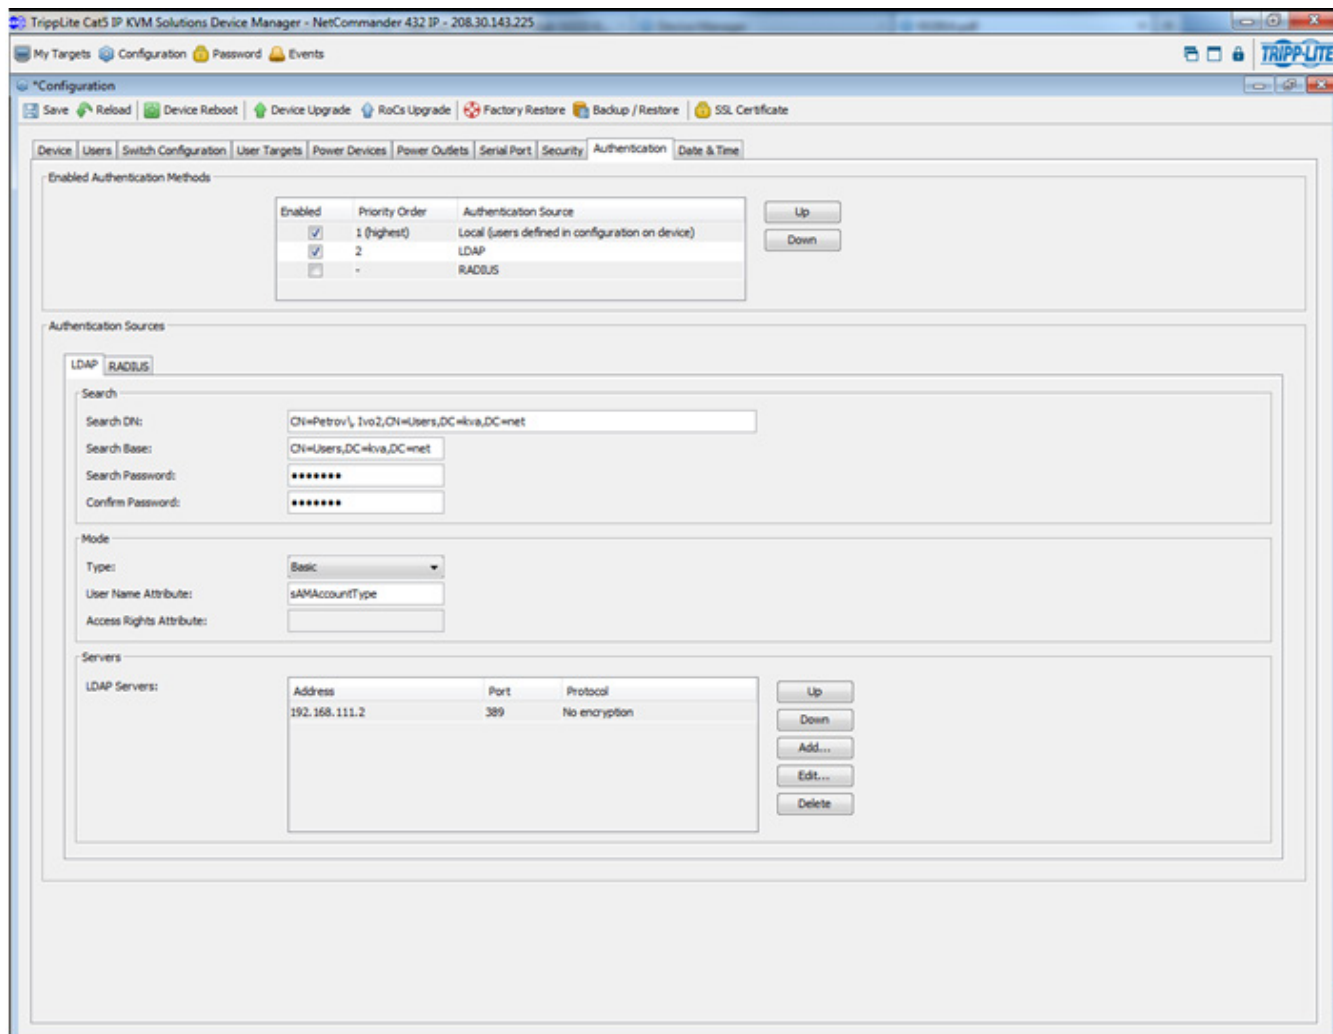 TrippLite Cat5 IP KVM Solutions Device Manager - NetCommander 432 IP - 208.30.143.225
My Targets Configuration Password Events
TRIPP-LITE
*Configuration
Save Reload Device Reboot Device Upgrade RoCs Upgrade Factory Restore Backup / Restore SSL Certificate
Device Users Switch Configuration User Targets Power Devices Power Outlets Serial Port Security Authentication Date & Time
Enabled Authentication Methods
Enabled Priority Order Authentication Source
1 (highest) Local (users defined in configuration on device)
2 LDAP
- RADIUS
Up
Down
Authentication Sources
LDAP RADIUS
Search
Search DN: CN=Petrov\, Ivo2,CN=Users,DC=kva,DC=net
Search Base: CN=Users,DC=kva,DC=net
Search Password: •••••••
Confirm Password: •••••••
Mode
Type: Basic
User Name Attribute: sAMAccountType
Access Rights Attribute:
Servers
LDAP Servers:
Address Port Protocol
192.168.111.2 389 No encryption
Up
Down
Add...
Edit...
Delete